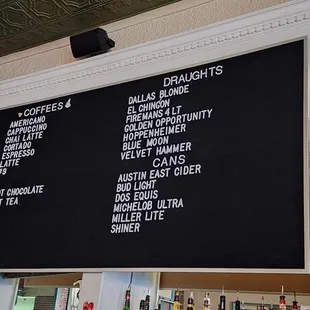 COFFEES
AMERICANO
CAPPUCCINO
CHAI LATTE
CORTADO
ESPRESSO
LATTE
OT CHOCOLATE
T TEA
DRAUGHTS
DALLAS BLONDE
EL CHINGON
FIREMANS 4 LT
GOLDEN OPPORTUNITY
HOPPENHEIMER
BLUE MOON
VELVET HAMMER
CANS
AUSTIN EAST CIDER
BUD LIGHT
DOS EQUIS
MICHELOB ULTRA
MILLER LITE
SHINER